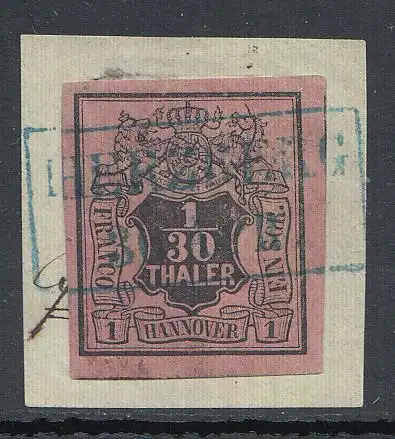 1
30
THALER
FRANCO
EIN SGR.
1 HANNOVER 1